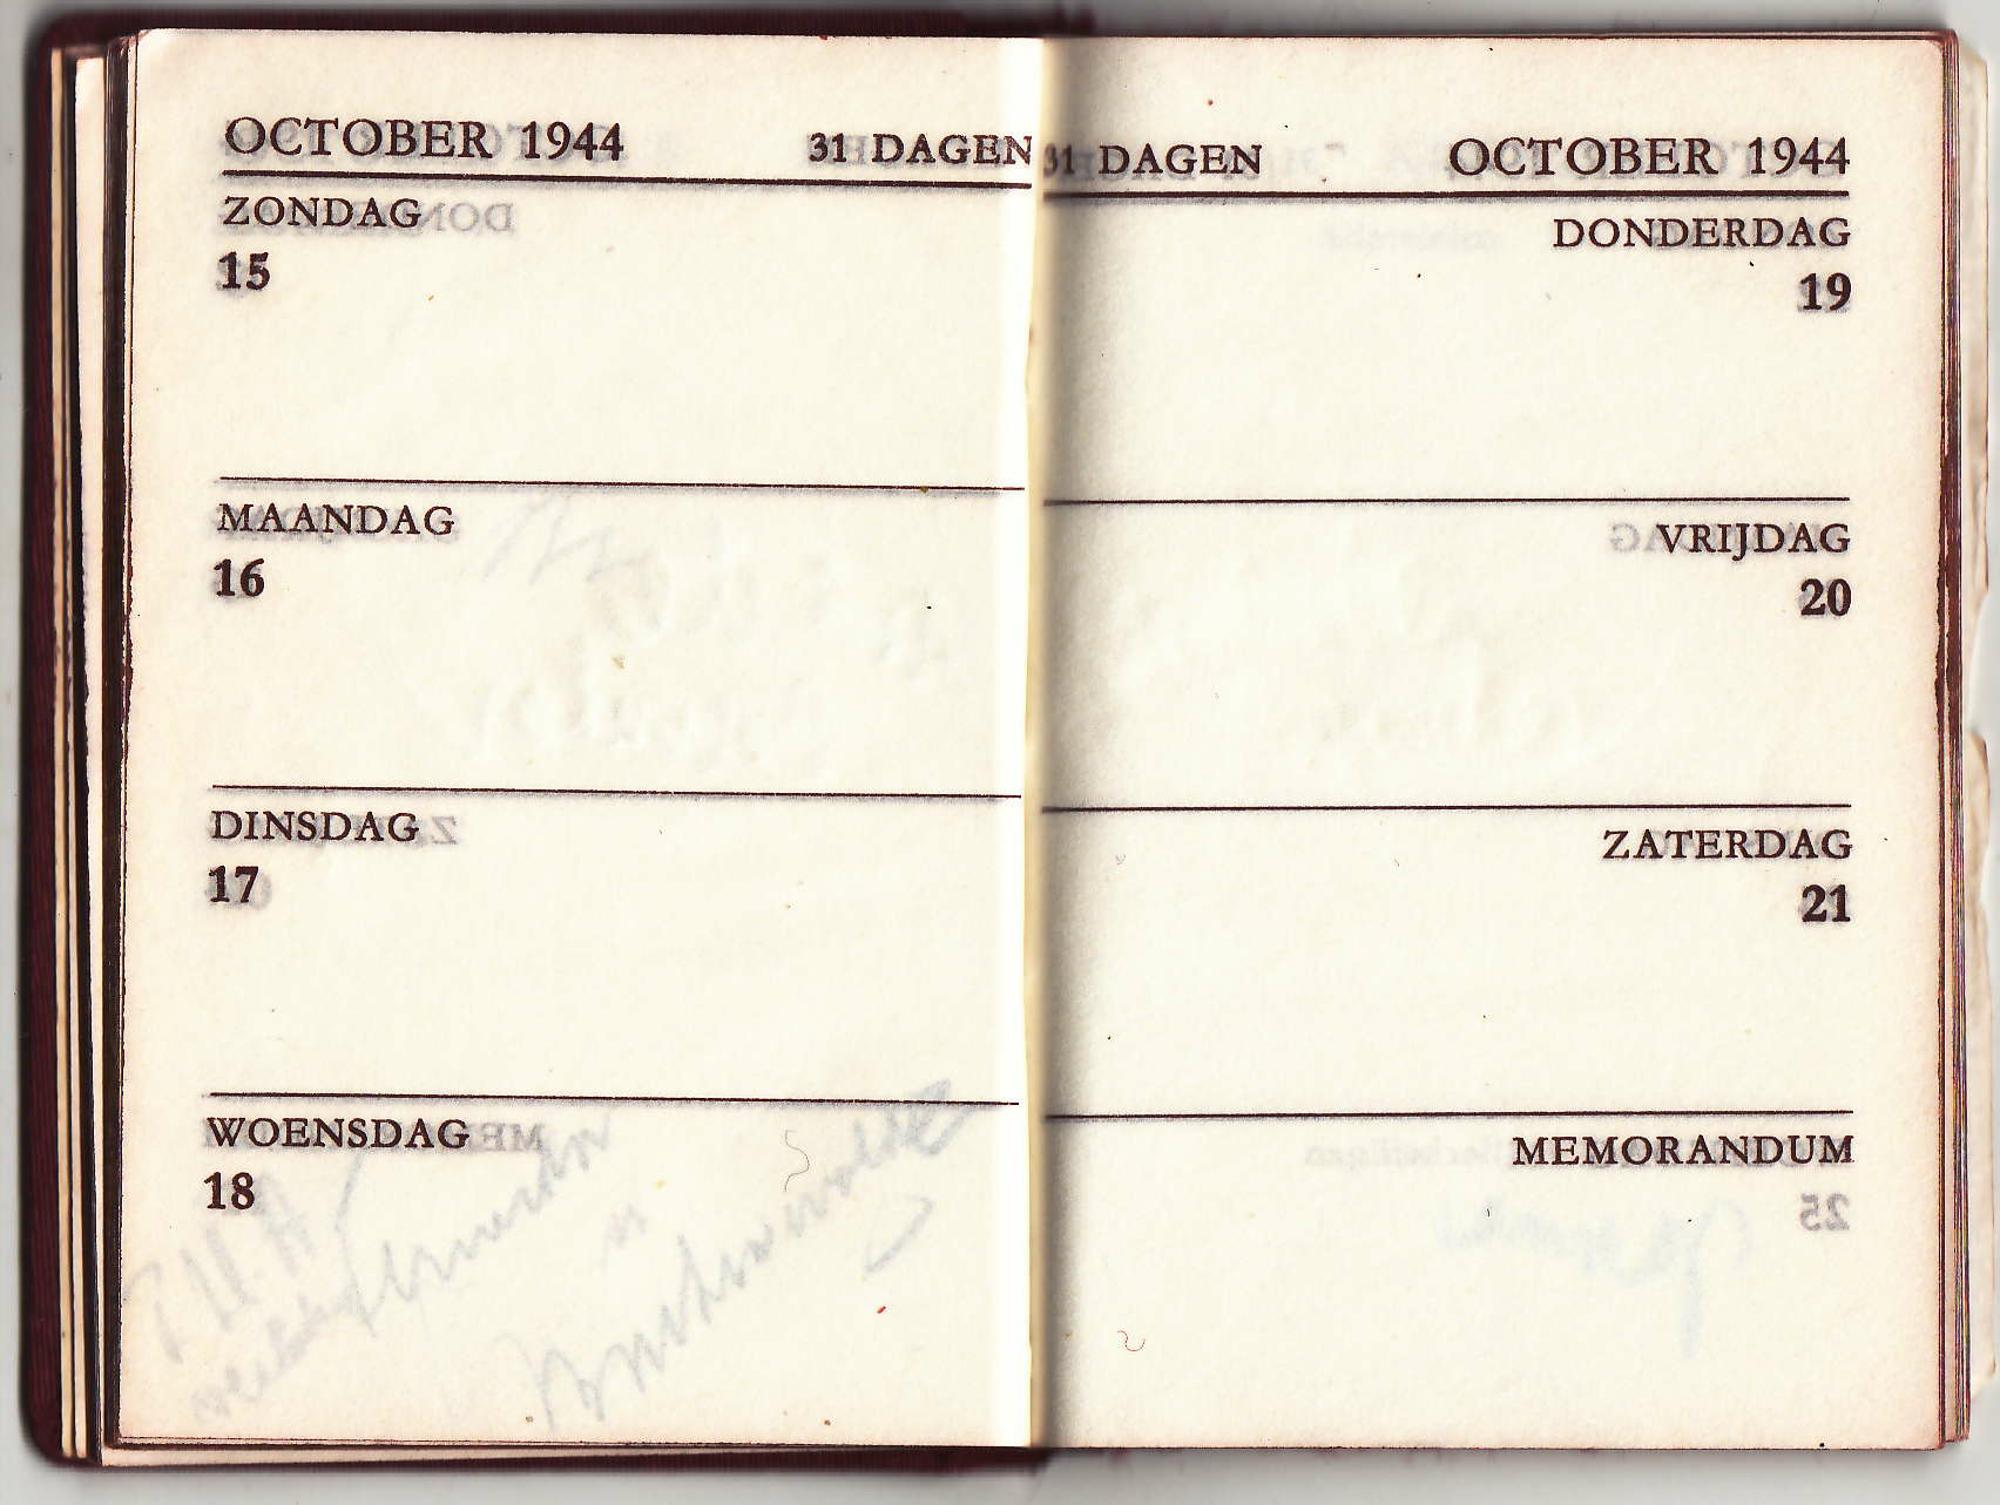 OCTOBER 1944 31 DAGEN
ZONDAG
15
MAANDAG
16
DINSDAG
17
WOENSDAG
18
31 DAGEN OCTOBER 1944
DONDERDAG
19
VRIJDAG
20
ZATERDAG
21
MEMORANDUM